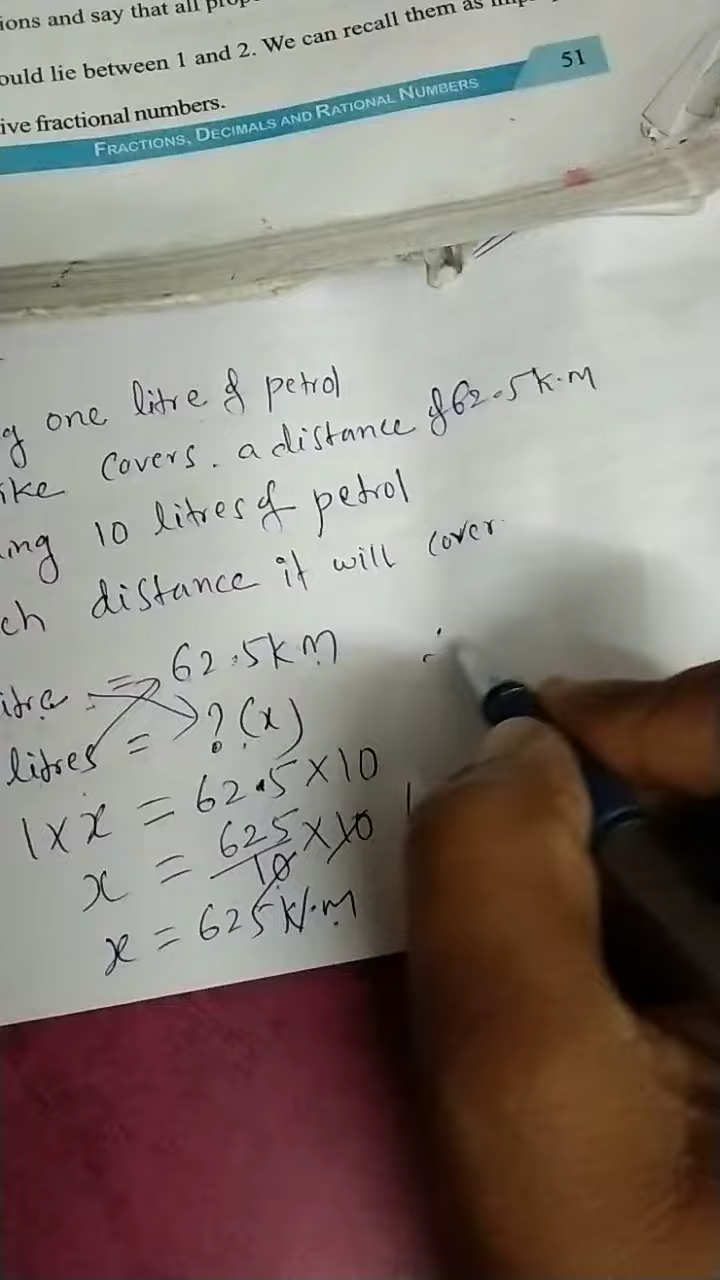 ions and say that all
ould lie between 1 and 2. We can recall them as
ive fractional numbers.
FRACTIONS, DECIMALS AND RATIONAL NUMBERS 51
g one litre of petrol
ike covers. a distance of 62.5 K.M
ing 10 litres of petrol
ch distance it will cover.
itre = 62.5KM
litres = ? (x)
1 × x = 62.5 × 10
x = 625/10 × 10
x = 625 K.M